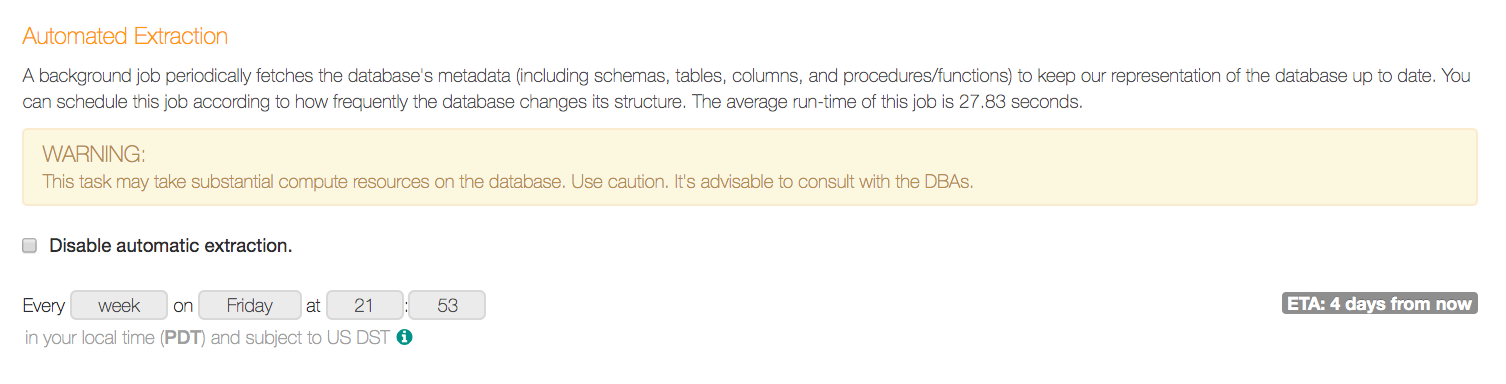 Automated Extraction
A background job periodically fetches the database's metadata (including schemas, tables, columns, and procedures/functions) to keep our representation of the database up to date. You
can schedule this job according to how frequently the database changes its structure. The average run-time of this job is 27.83 seconds.
WARNING:
This task may take substantial compute resources on the database. Use caution. It's advisable to consult with the DBAs.
Disable automatic extraction.
Every week on Friday at 21 : 53 ETA: 4 days from now
in your local time (PDT) and subject to US DST